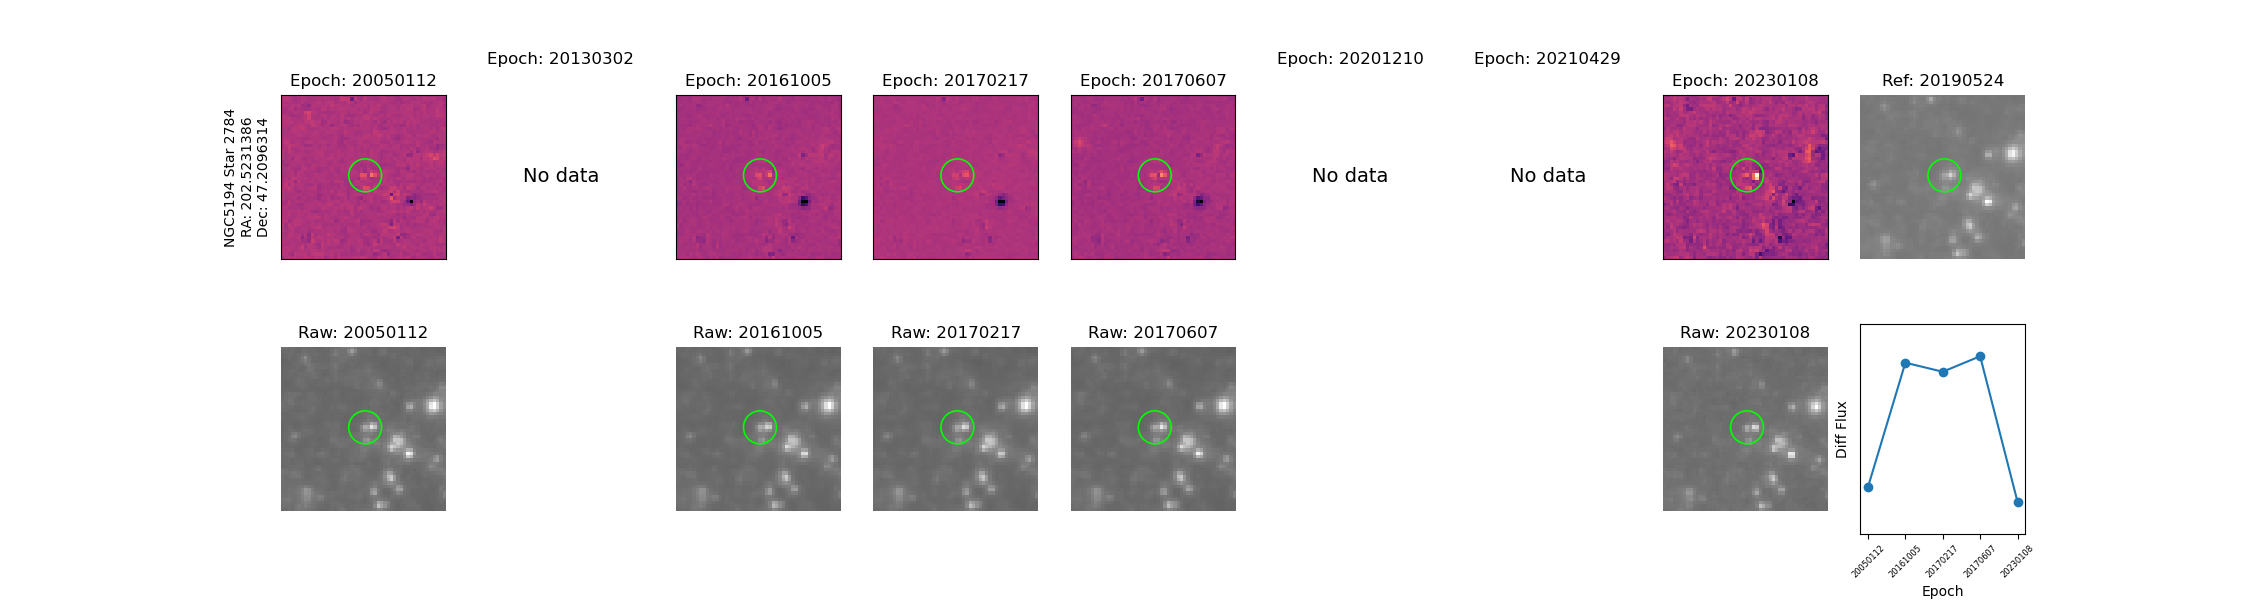 Epoch: 20130302
Epoch: 20201210
Epoch: 20210429
Epoch: 20050112
Epoch: 20161005
Epoch: 20170217
Epoch: 20170607
Epoch: 20230108
Ref: 20190524
NGC5194 Star 2784
RA: 202.5231386
Dec: 47.2096314
No data
No data
No data
Raw: 20050112
Raw: 20161005
Raw: 20170217
Raw: 20170607
Raw: 20230108
Diff Flux
20050112
20161005
20170217
20170607
20230108
Epoch